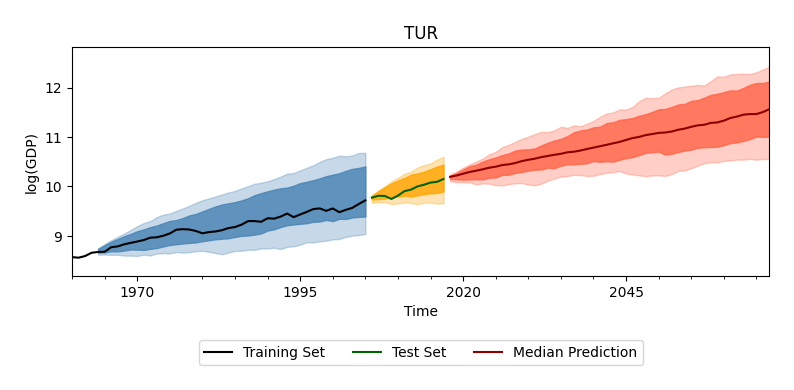 TUR
12
11
10
9
log(GDP)
1970
1995
2020
2045
Time
Training Set
Test Set
Median Prediction